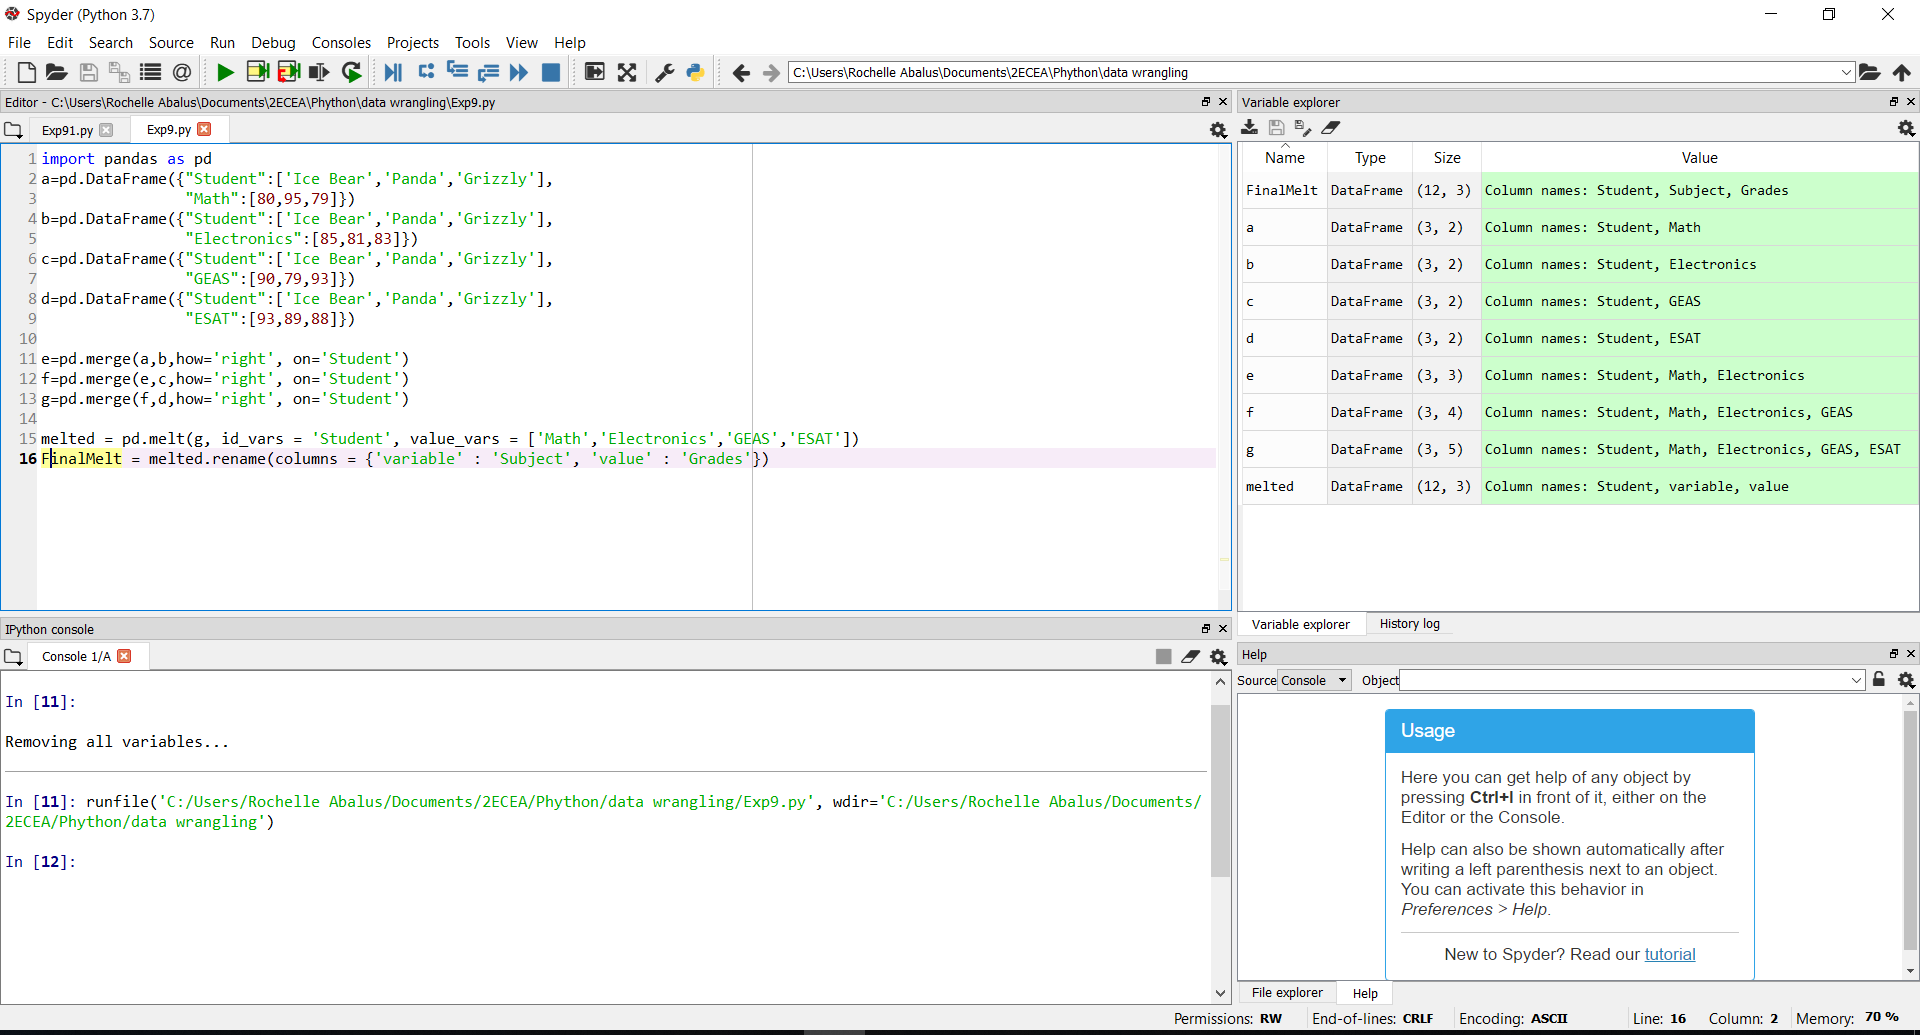 Spyder (Python 3.7)
File Edit Search Source Run Debug Consoles Projects Tools View Help
C:\Users\Rochelle Abalus\Documents\2ECEA\Phython\data wrangling
Editor - C:\Users\Rochelle Abalus\Documents\2ECEA\Phython\data wrangling\Exp9.py
Exp91.py Exp9.py
1 import pandas as pd
2 a=pd.DataFrame({"Student":['Ice Bear','Panda','Grizzly'],
3 "Math":[80,95,79]})
4 b=pd.DataFrame({"Student":['Ice Bear','Panda','Grizzly'],
5 "Electronics":[85,81,83]})
6 c=pd.DataFrame({"Student":['Ice Bear','Panda','Grizzly'],
7 "GEAS":[90,79,93]})
8 d=pd.DataFrame({"Student":['Ice Bear','Panda','Grizzly'],
9 "ESAT":[93,89,88]})
10
11 e=pd.merge(a,b,how='right', on='Student')
12 f=pd.merge(e,c,how='right', on='Student')
13 g=pd.merge(f,d,how='right', on='Student')
14
15 melted = pd.melt(g, id_vars = 'Student', value_vars = ['Math','Electronics','GEAS','ESAT'])
16 FinalMelt = melted.rename(columns = {'variable' : 'Subject', 'value' : 'Grades'})
IPython console
Console 1/A
In [11]:
Removing all variables...
In [11]: runfile('C:/Users/Rochelle Abalus/Documents/2ECEA/Phython/data wrangling/Exp9.py', wdir='C:/Users/Rochelle Abalus/Documents/
2ECEA/Phython/data wrangling')
In [12]:
Variable explorer
Name Type Size Value
FinalMelt DataFrame (12, 3) Column names: Student, Subject, Grades
a DataFrame (3, 2) Column names: Student, Math
b DataFrame (3, 2) Column names: Student, Electronics
c DataFrame (3, 2) Column names: Student, GEAS
d DataFrame (3, 2) Column names: Student, ESAT
e DataFrame (3, 3) Column names: Student, Math, Electronics
f DataFrame (3, 4) Column names: Student, Math, Electronics, GEAS
g DataFrame (3, 5) Column names: Student, Math, Electronics, GEAS, ESAT
melted DataFrame (12, 3) Column names: Student, variable, value
Variable explorer History log
Help
Source Console Object
Usage
Here you can get help of any object by
pressing Ctrl+I in front of it, either on the
Editor or the Console.
Help can also be shown automatically after
writing a left parenthesis next to an object.
You can activate this behavior in
Preferences > Help.
New to Spyder? Read our tutorial
File explorer Help
Permissions: RW End-of-lines: CRLF Encoding: ASCII Line: 16 Column: 2 Memory: 70 %